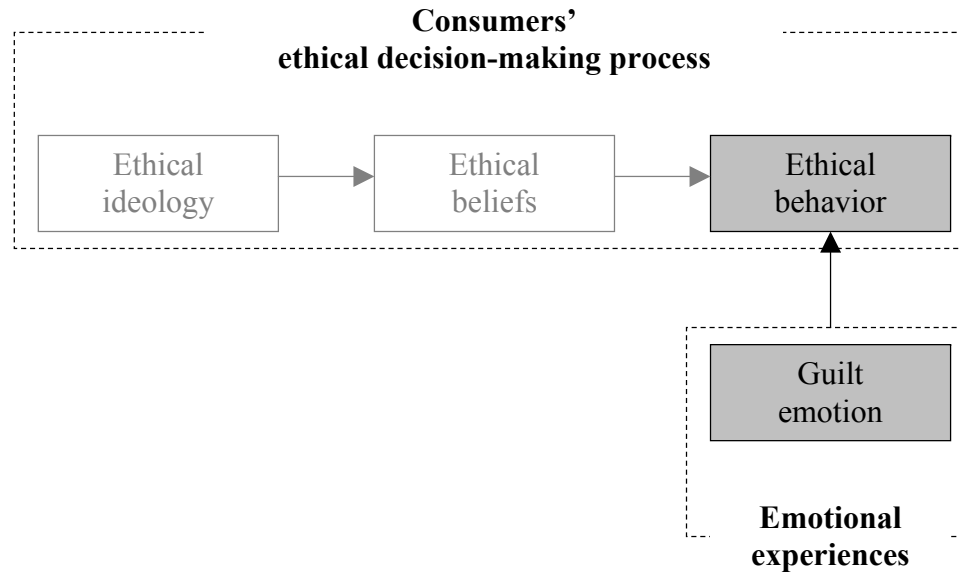 Consumers’
ethical decision-making process
Ethical
ideology
Ethical
beliefs
Ethical
behavior
Guilt
emotion
Emotional
experiences